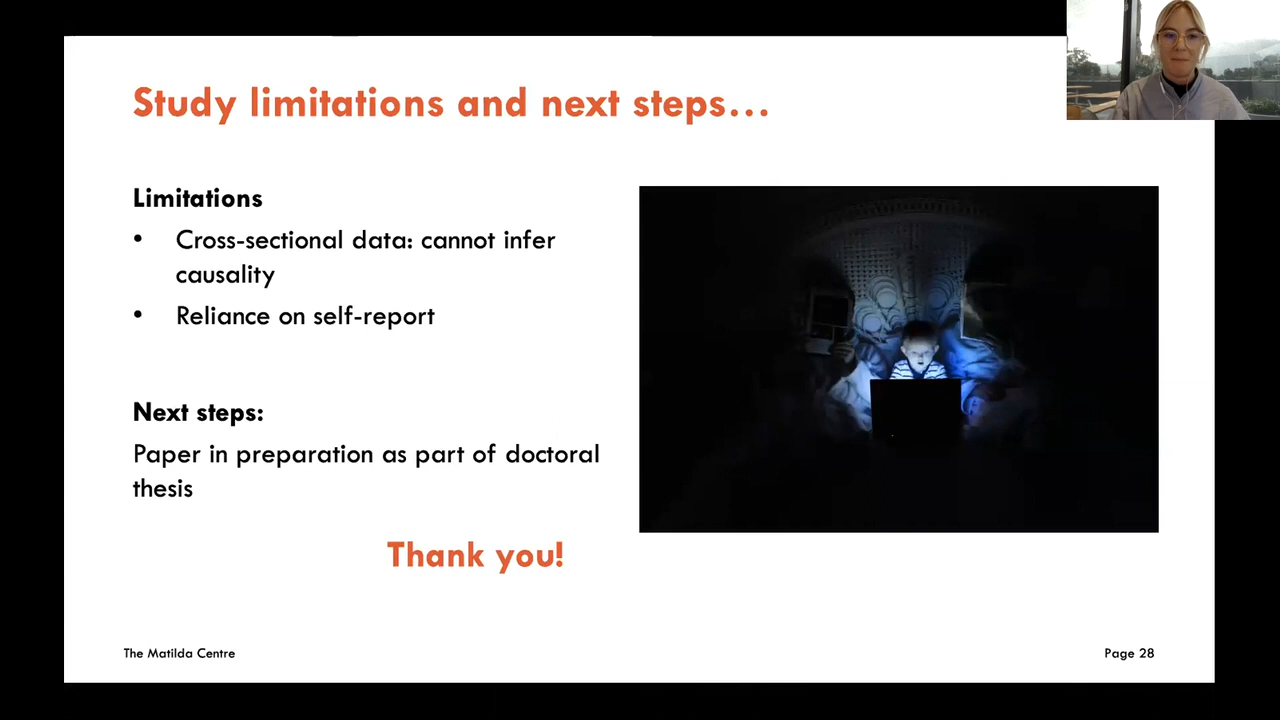 Study limitations and next steps…
Limitations
• Cross-sectional data: cannot infer
causality
• Reliance on self-report
Next steps:
Paper in preparation as part of doctoral
thesis
Thank you!
The Matilda Centre
Page 28